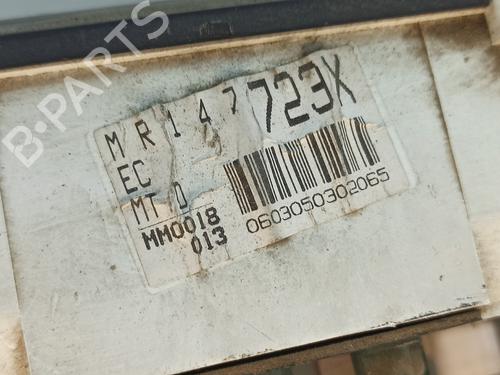 B-PARTS
MR147723X
EC
MT D
MM0018
013
0603050302065